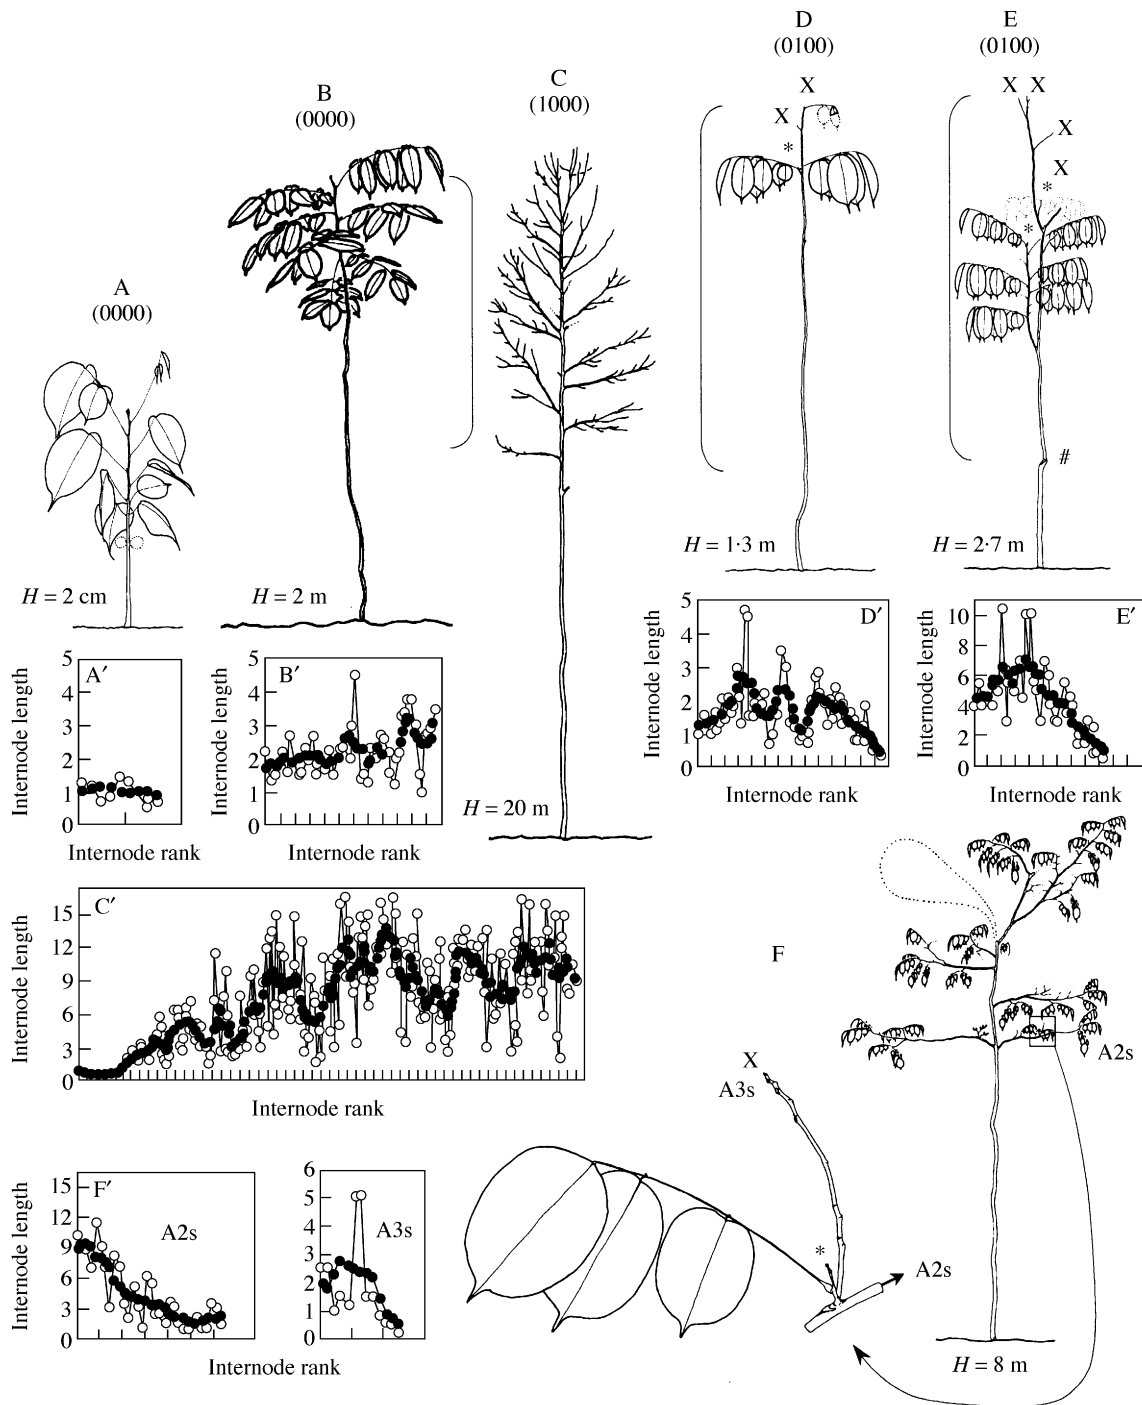 A
(0000)
B
(0000)
C
(1000)
D
(0100)
E
(0100)
X
X
*
X X
X
X
*
*
#
H = 2 cm
H = 2 m
H = 20 m
H = 1·3 m
H = 2·7 m
Internode length
5
4
3
2
1
0
A′
Internode rank
Internode length
5
4
3
2
1
0
B′
Internode rank
Internode length
5
4
3
2
1
0
D′
Internode rank
Internode length
10
8
6
4
2
0
E′
Internode rank
Internode length
15
12
9
6
3
0
C′
Internode rank
F
A2s
X
A3s
*
A2s
H = 8 m
Internode length
15
12
9
6
3
0
F′
A2s
6
5
4
3
2
1
0
A3s
Internode rank